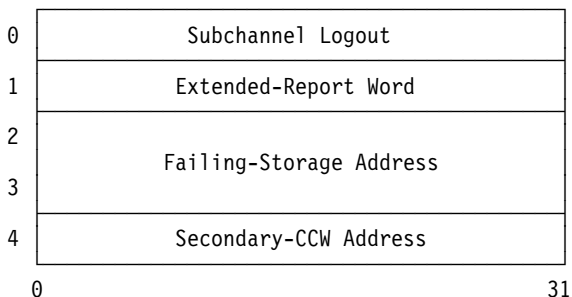 0 Subchannel Logout
1 Extended-Report Word
2
Failing-Storage Address
3
4 Secondary-CCW Address
0 31